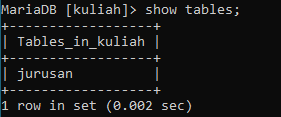 MariaDB [kuliah]> show tables;
+------------------+
| Tables_in_kuliah |
+------------------+
| jurusan          |
+------------------+
1 row in set (0.002 sec)